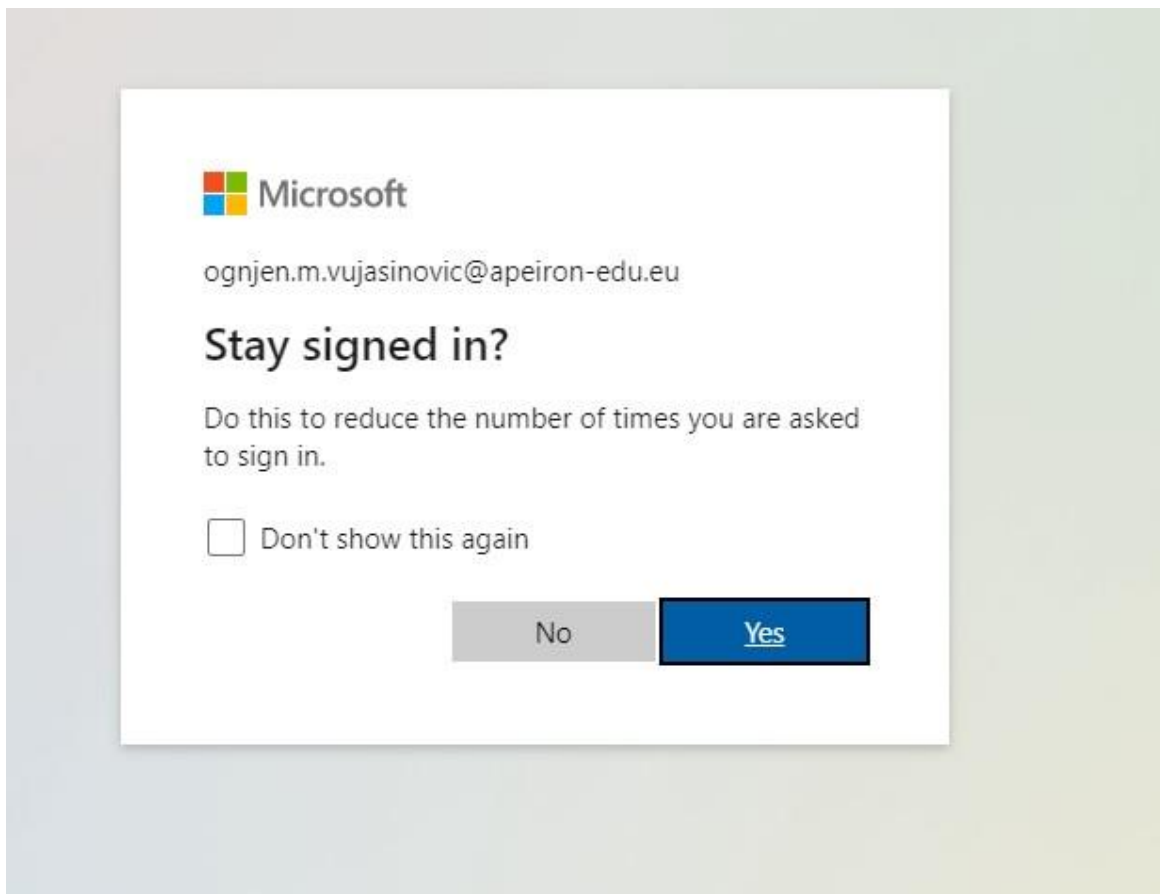 Microsoft
ognjen.m.vujasinovic@apeiron-edu.eu
Stay signed in?
Do this to reduce the number of times you are asked
to sign in.
Don't show this again
No
Yes